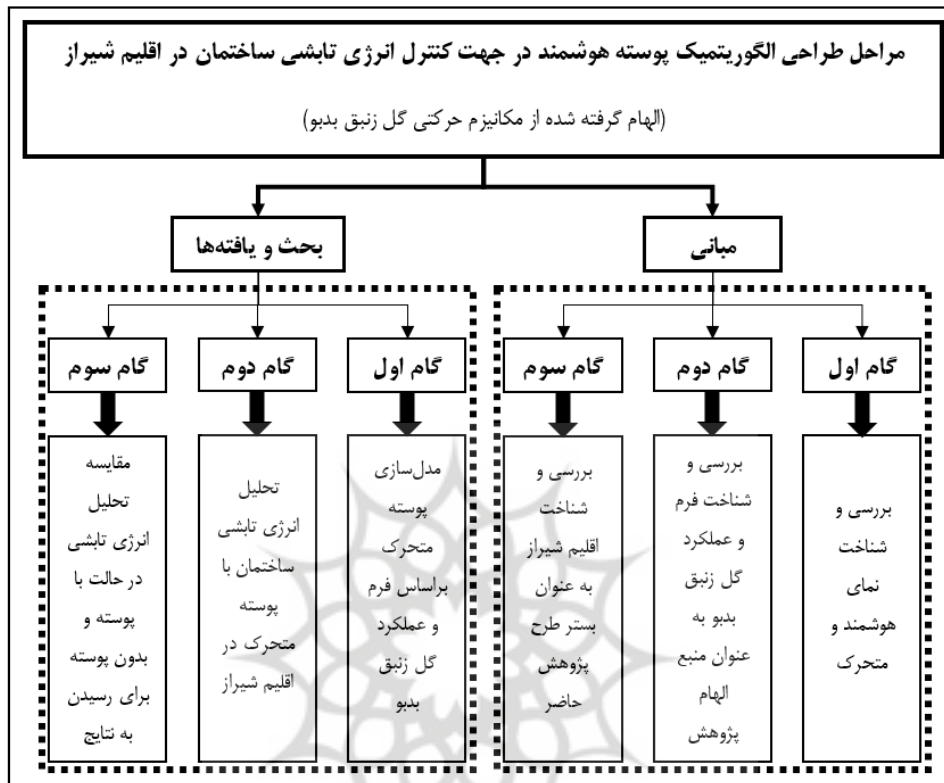 مراحل طراحی الگوریتمیک پوسته هوشمند در جهت کنترل انرژی تابشی ساختمان در اقلیم شیراز
(الهام گرفته شده از مکانیزم حرکتی گل زنبق بدبو)
مبانی
گام اول
بررسی و
شناخت
نمای
هوشمند و
متحرک
گام دوم
بررسی و
شناخت فرم
و عملکرد
گل زنبق
بدبو به
عنوان منبع
الهام
پژوهش
گام سوم
بررسی و
شناخت
اقلیم شیراز
به عنوان
بستر طرح
پژوهش
حاضر
بحث و یافته‌ها
گام اول
مدل‌سازی
پوسته
متحرک
براساس فرم
و عملکرد
گل زنبق
بدبو
گام دوم
تحلیل
انرژی تابشی
ساختمان با
پوسته
متحرک در
اقلیم شیراز
گام سوم
مقایسه
تحلیل
انرژی تابشی
در حالت با
پوسته و
بدون پوسته
برای رسیدن
به نتایج